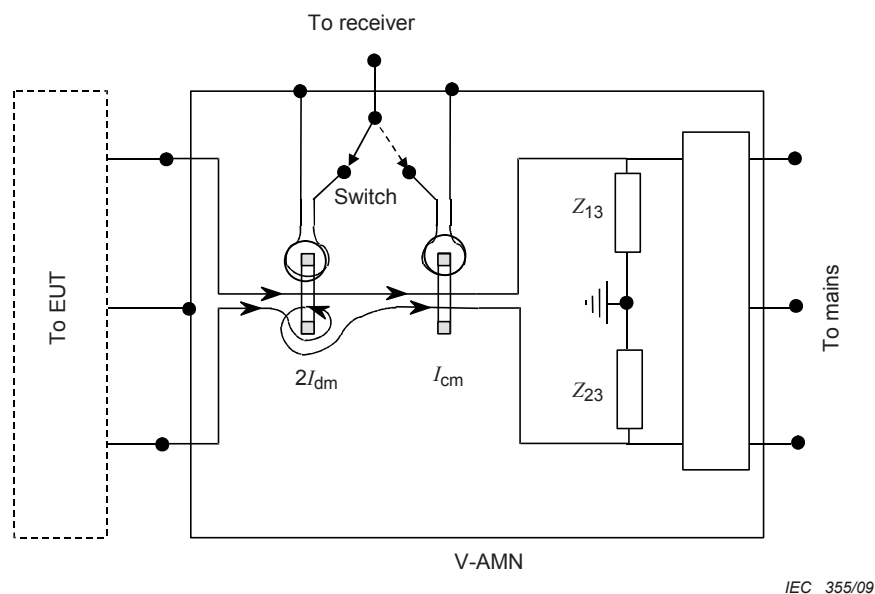 To receiver
Switch
Z13
To EUT
To mains
2Idm
Icm
Z23
V-AMN
IEC 355/09